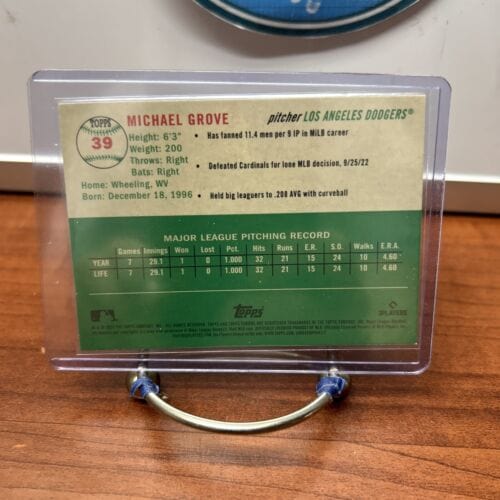 TOPPS
39
MICHAEL GROVE
pitcher LOS ANGELES DODGERS®
Height: 6'3"
Weight: 200
Throws: Right
Bats: Right
Home: Wheeling, WV
Born: December 18, 1996
• Has fanned 11.4 men per 9 IP in MiLB career
• Defeated Cardinals for lone MLB decision, 9/25/22
• Held big leaguers to .208 AVG with curveball
MAJOR LEAGUE PITCHING RECORD
Games Innings Won Lost Pct. Hits Runs E.R. S.O. Walks E.R.A.
YEAR 7 29.1 1 0 1.000 32 21 15 24 10 4.60
LIFE 7 29.1 1 0 1.000 32 21 15 24 10 4.60
TOPPS
PLAYERS